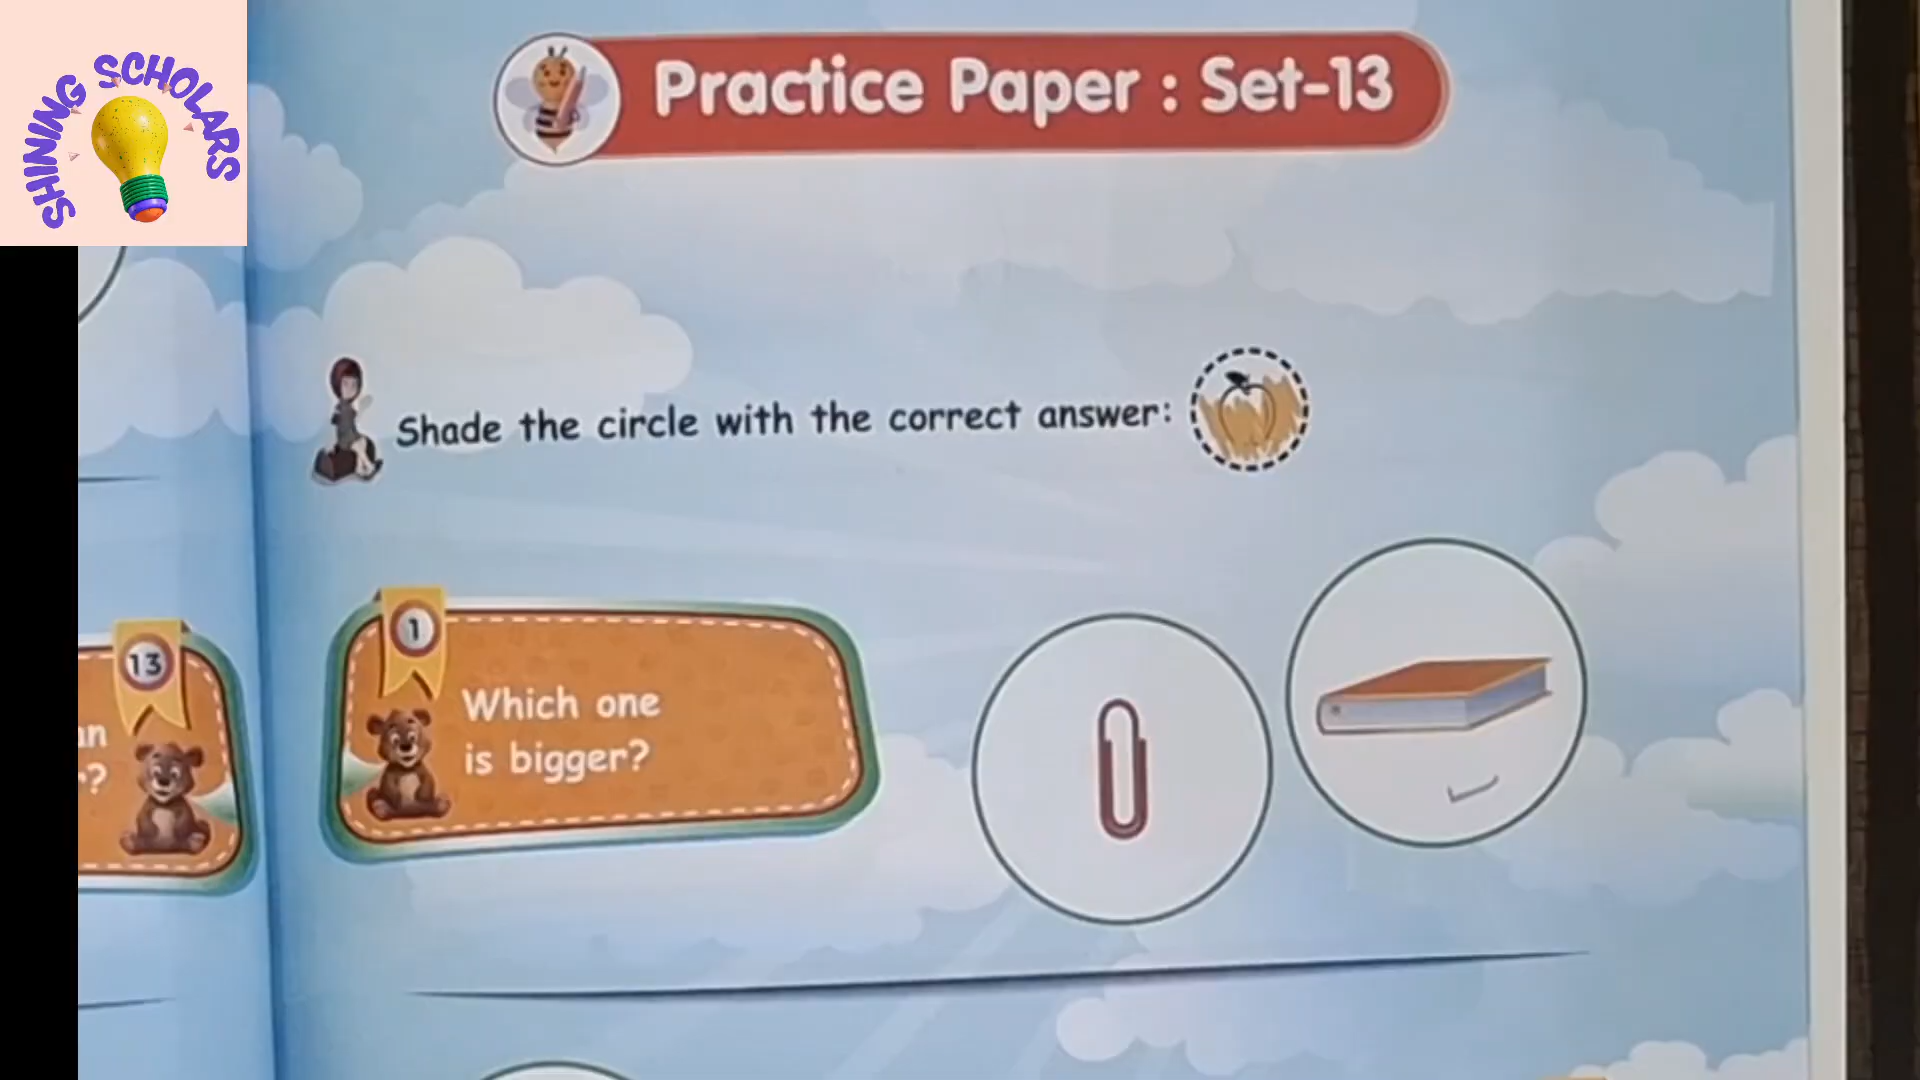 SHINING SCHOLARS
Practice Paper : Set-13
Shade the circle with the correct answer:
13
1
Which one
is bigger?